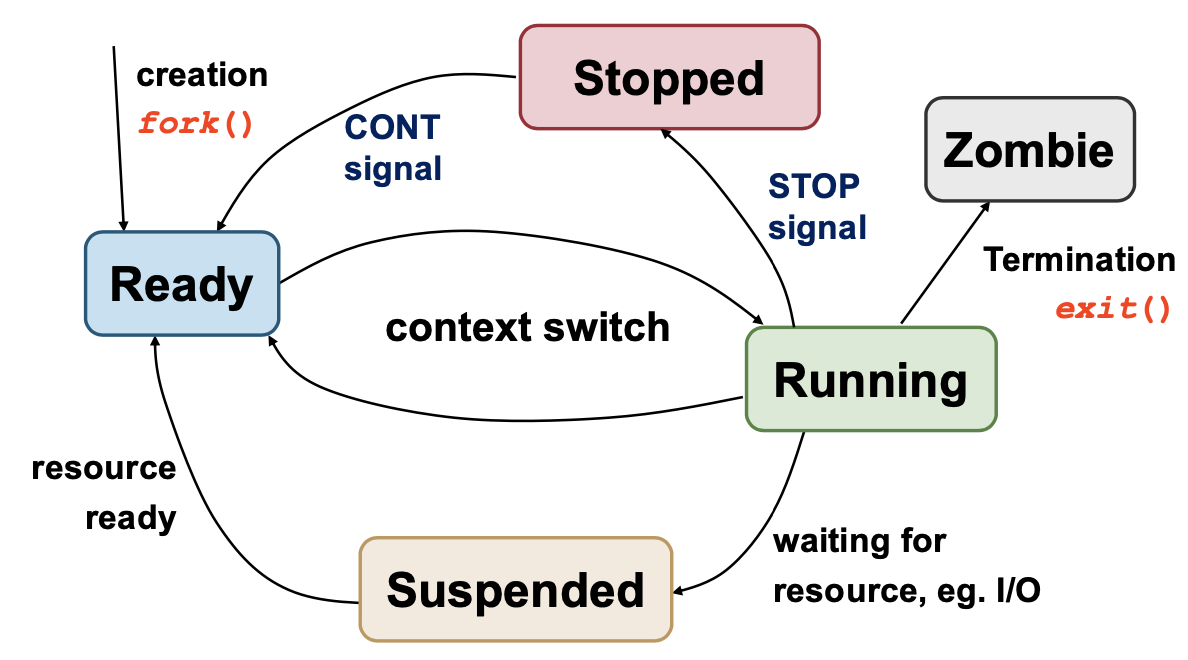 creation
fork()
Stopped
CONT
signal
Zombie
STOP
signal
Termination
exit()
Ready
context switch
Running
resource
ready
Suspended
waiting for
resource, eg. I/O